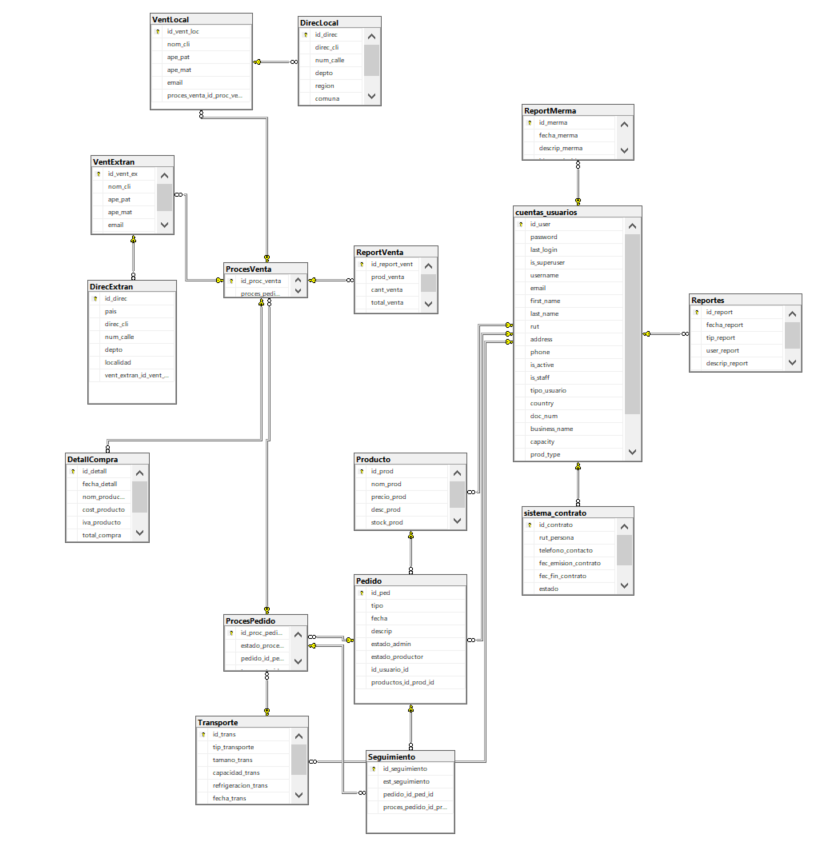 VentLocal
id_vent_loc
nom_cli
ape_pat
ape_mat
email
proces_venta_id_proc_ve...
DirecLocal
id_direc
direc_cli
num_calle
depto
region
comuna
ReportMerma
id_merma
fecha_merma
descrip_merma
VentExtran
id_vent_ex
nom_cli
ape_pat
ape_mat
email
cuentas_usuarios
id_user
password
last_login
is_superuser
username
email
first_name
last_name
rut
address
phone
is_active
is_staff
tipo_usuario
country
doc_num
business_name
capacity
prod_type
ProcesVenta
id_proc_venta
proces_pedi...
ReportVenta
id_report_vent
prod_venta
cant_venta
total_venta
DirecExtran
id_direc
pais
direc_cli
num_calle
depto
localidad
vent_extran_id_vent_...
Reportes
id_report
fecha_report
tip_report
user_report
descrip_report
DetallCompra
id_detall
fecha_detall
nom_produc...
cost_producto
iva_producto
total_compra
Producto
id_prod
nom_prod
precio_prod
desc_prod
stock_prod
sistema_contrato
id_contrato
rut_persona
telefono_contacto
fec_emision_contrato
fec_fin_contrato
estado
Pedido
id_ped
tipo
fecha
descrip
estado_admin
estado_productor
id_usuario_id
productos_id_prod_id
ProcesPedido
id_proc_pedi...
estado_proce...
pedido_id_pe...
Transporte
id_trans
tip_transporte
tamano_trans
capacidad_trans
refrigeracion_trans
fecha_trans
Seguimiento
id_seguimiento
est_seguimiento
pedido_id_ped_id
proces_pedido_id_pr...